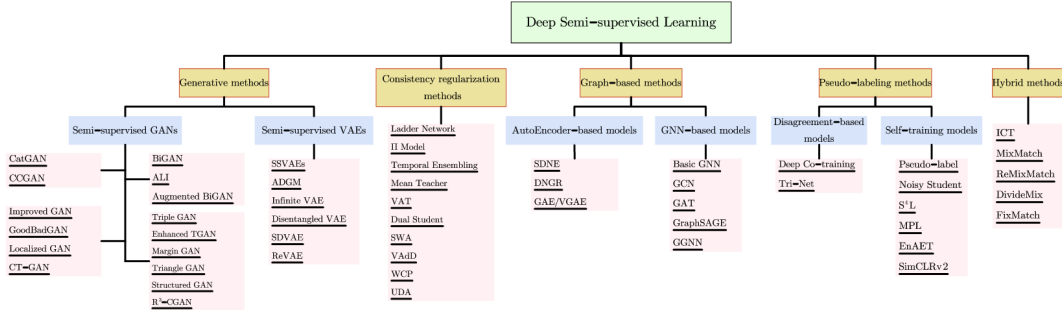 Deep Semi-supervised Learning
Generative methods
Consistency regularization
methods
Graph-based methods
Pseudo-labeling methods
Hybrid methods
Semi-supervised GANs
Semi-supervised VAEs
AutoEncoder-based models
GNN-based models
Disagreement-based
models
Self-training models
CatGAN
CCGAN
Improved GAN
GoodBadGAN
Localized GAN
CT-GAN
BiGAN
ALI
Augmented BiGAN
Triple GAN
Enhanced TGAN
Margin GAN
Triangle GAN
Structured GAN
R³-CGAN
SSVAEs
ADGM
Infinite VAE
Disentangled VAE
SDVAE
ReVAE
Ladder Network
Π Model
Temporal Ensembling
Mean Teacher
VAT
Dual Student
SWA
VAdD
WCP
UDA
SDNE
DNGR
GAE/VGAE
Basic GNN
GCN
GAT
GraphSAGE
GGNN
Deep Co-training
Tri-Net
Pseudo-label
Noisy Student
S⁴L
MPL
EnAET
SimCLRv2
ICT
MixMatch
ReMixMatch
DivideMix
FixMatch